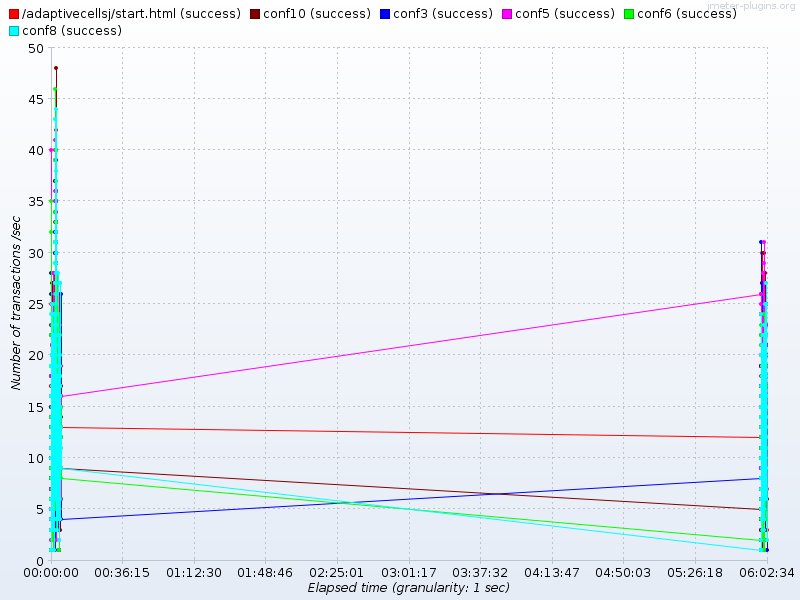 jmeter-plugins.org
/adaptivecellsj/start.html (success) conf10 (success) conf3 (success) conf5 (success) conf6 (success)
conf8 (success)
50
45
40
35
30
25
20
15
10
5
0
Number of transactions /sec
00:00:00 00:36:15 01:12:30 01:48:46 02:25:01 03:01:17 03:37:32 04:13:47 04:50:03 05:26:18 06:02:34
Elapsed time (granularity: 1 sec)